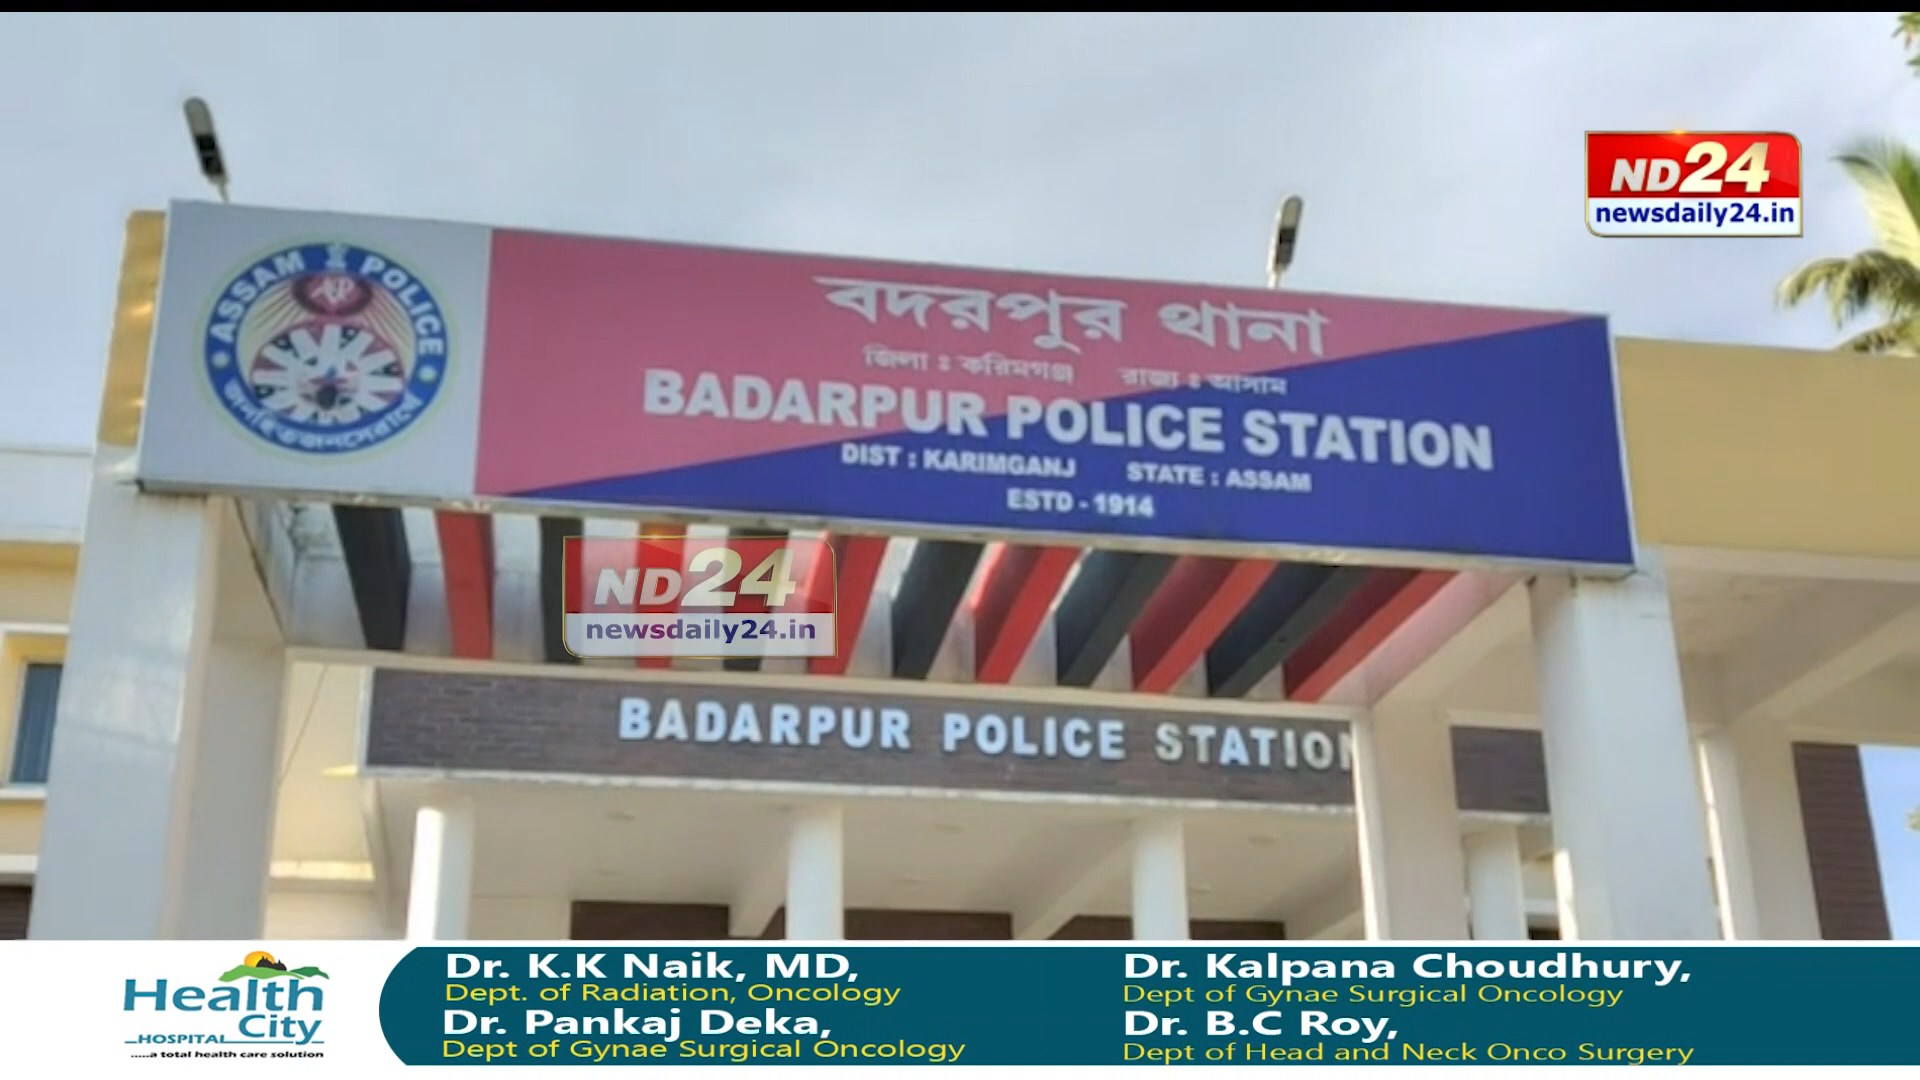 ND24
newsdaily24.in
ASSAM POLICE
বদরপুর থানা
জিলা : করিমগঞ্জ রাজ্য : আসাম
BADARPUR POLICE STATION
DIST : KARIMGANJ STATE : ASSAM
ESTD - 1914
ND24
newsdaily24.in
BADARPUR POLICE STATION
Health City
HOSPITAL
.....a total health care solution
Dr. K.K Naik, MD,
Dept. of Radiation, Oncology
Dr. Pankaj Deka,
Dept of Gynae Surgical Oncology
Dr. Kalpana Choudhury,
Dept of Gynae Surgical Oncology
Dr. B.C Roy,
Dept of Head and Neck Onco Surgery